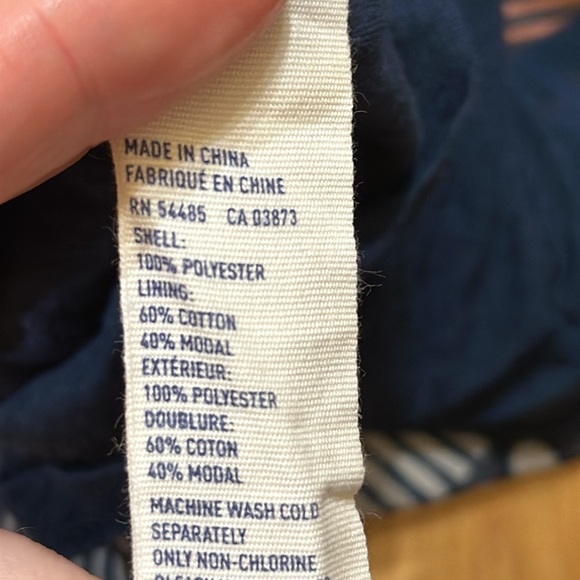 MADE IN CHINA
FABRIQUÉ EN CHINE
RN 54485 CA 03873
SHELL:
100% POLYESTER
LINING:
60% COTTON
40% MODAL
EXTÉRIEUR:
100% POLYESTER
DOUBLURE:
60% COTON
40% MODAL
MACHINE WASH COLD
SEPARATELY
ONLY NON-CHLORINE